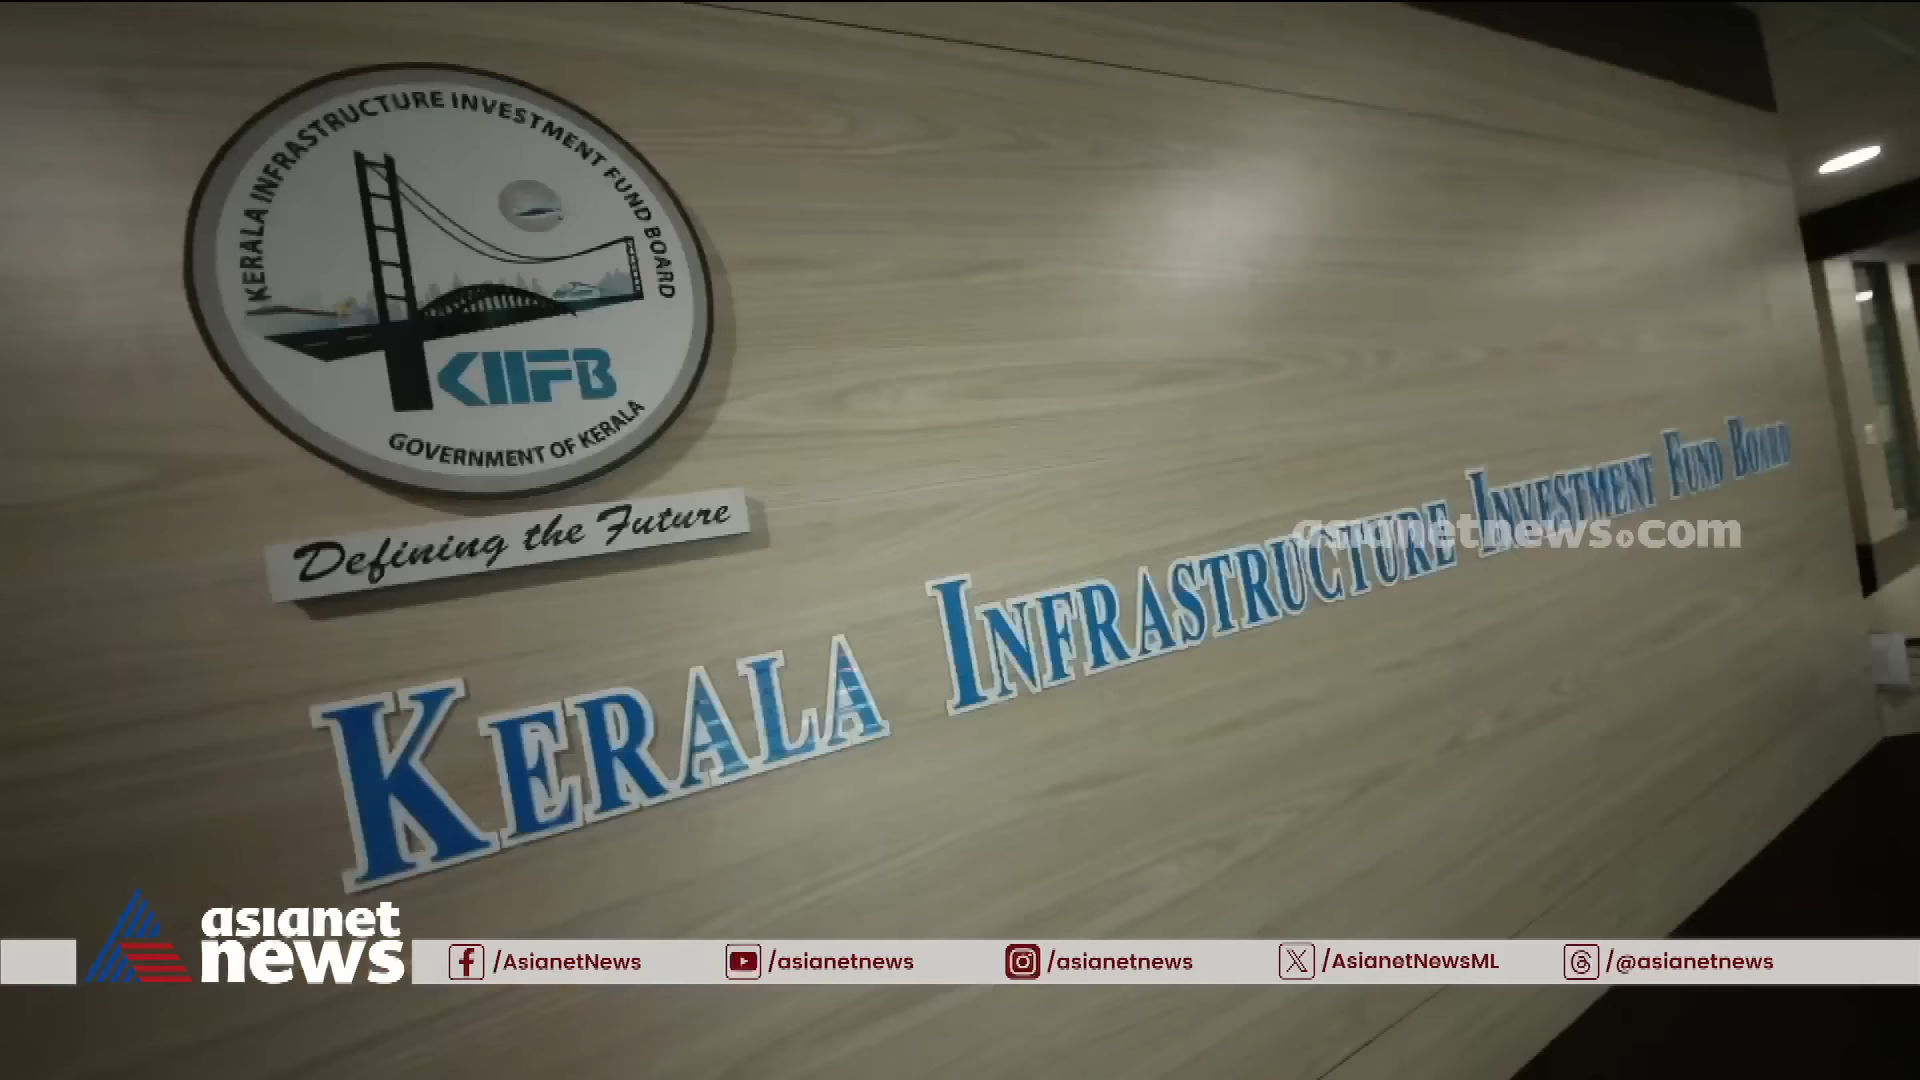 KERALA INFRASTRUCTURE INVESTMENT FUND BOARD
KIIFB
GOVERNMENT OF KERALA
Defining the Future
KERALA INFRASTRUCTURE INVESTMENT FUND BOARD
asianetnews.com
asianet
news
/AsianetNews
/asianetnews
/asianetnews
/AsianetNewsML
/@asianetnews